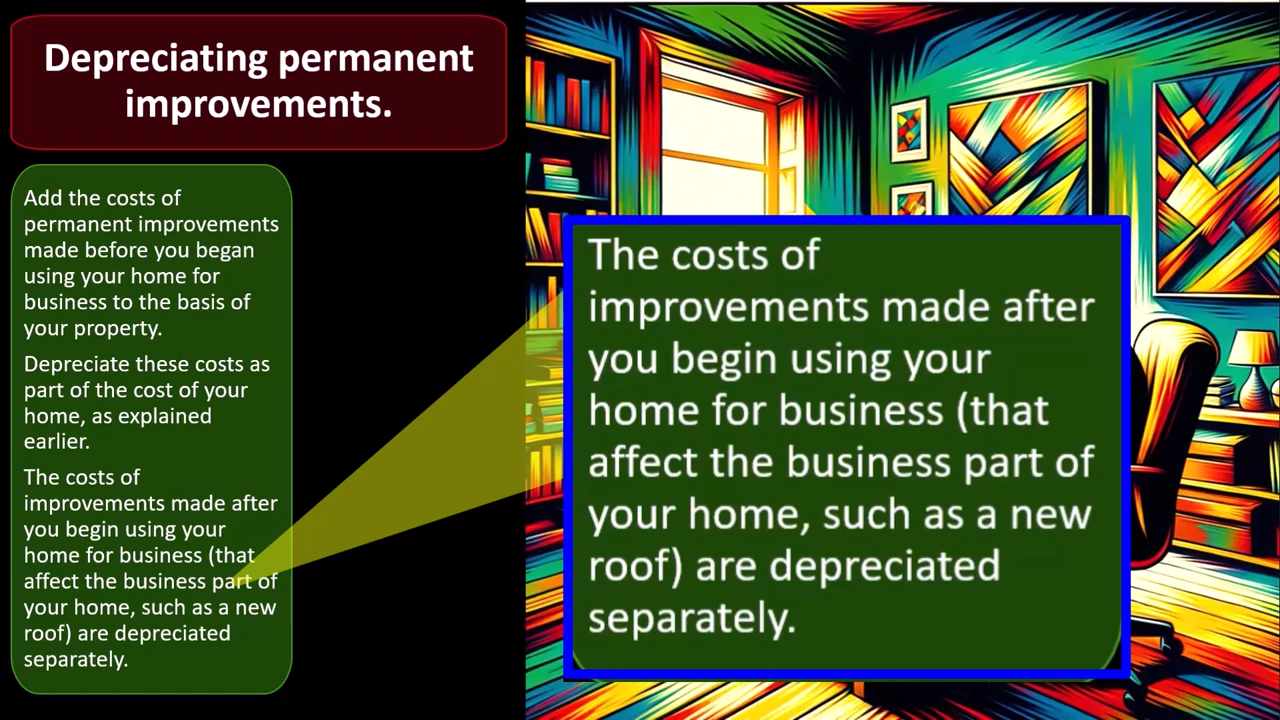 Depreciating permanent
improvements.
Add the costs of
permanent improvements
made before you began
using your home for
business to the basis of
your property.
Depreciate these costs as
part of the cost of your
home, as explained
earlier.
The costs of
improvements made after
you begin using your
home for business (that
affect the business part of
your home, such as a new
roof) are depreciated
separately.
The costs of
improvements made after
you begin using your
home for business (that
affect the business part of
your home, such as a new
roof) are depreciated
separately.